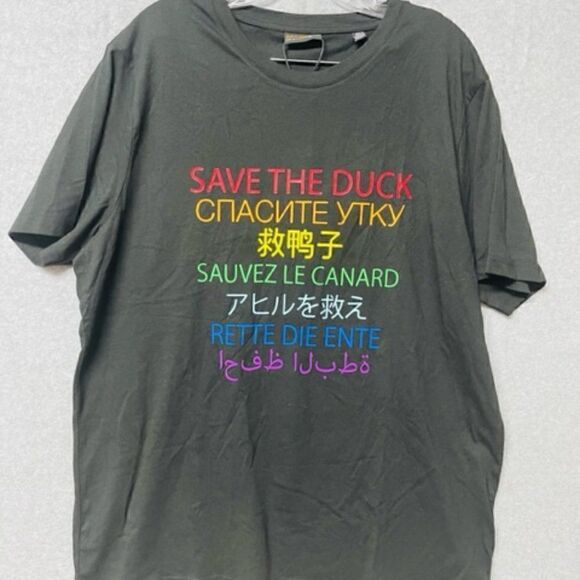 SAVE THE DUCK
СПАСИТЕ УТКУ
救鸭子
SAUVEZ LE CANARD
アヒルを救え
RETTE DIE ENTE
احفظ البطة